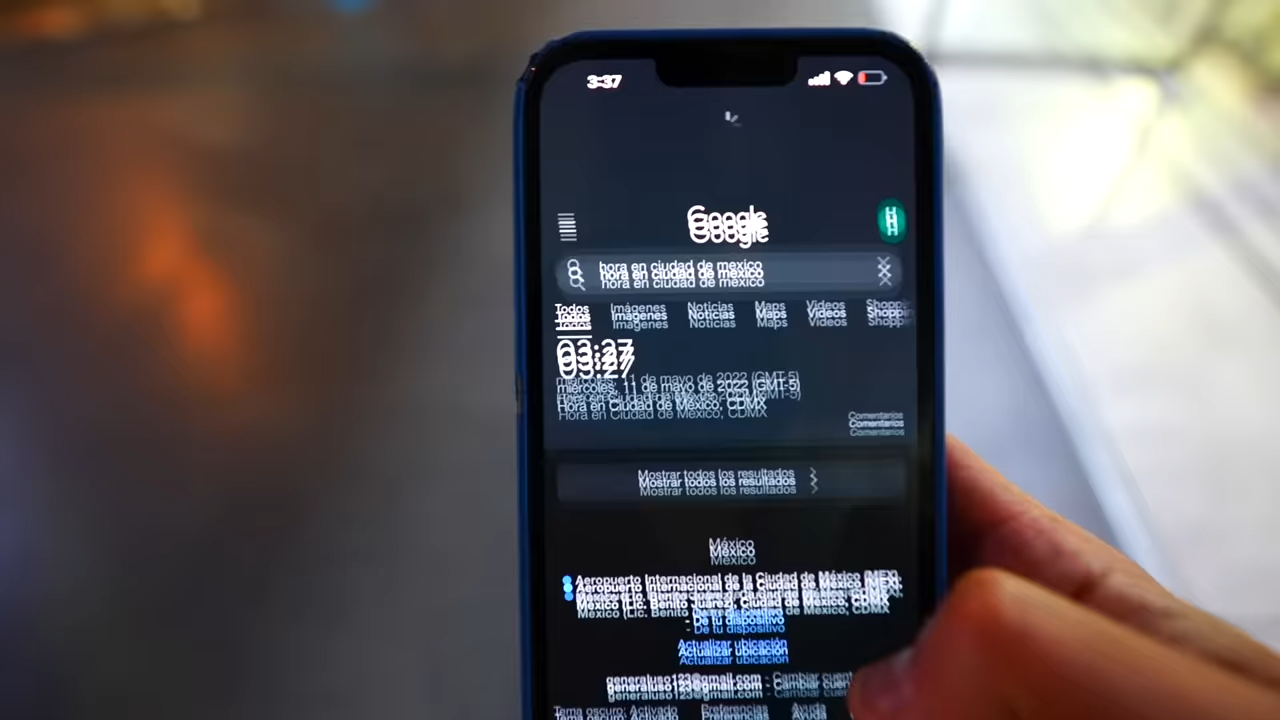 3:37
Google
H
hora en ciudad de mexico
Todos Imágenes Noticias Maps Videos Shoppin
03:27
miércoles, 11 de mayo de 2022 (GMT-5)
Hora en Ciudad de México, CDMX
Comentarios
Mostrar todos los resultados
México
Aeropuerto Internacional de la Ciudad de México (MEX),
México (Lic. Benito Juárez), Ciudad de México, CDMX
- De tu dispositivo
Actualizar ubicación
generaluso123@gmail.com - Cambiar cuent
Tema oscuro: Activado Preferencias Ayuda